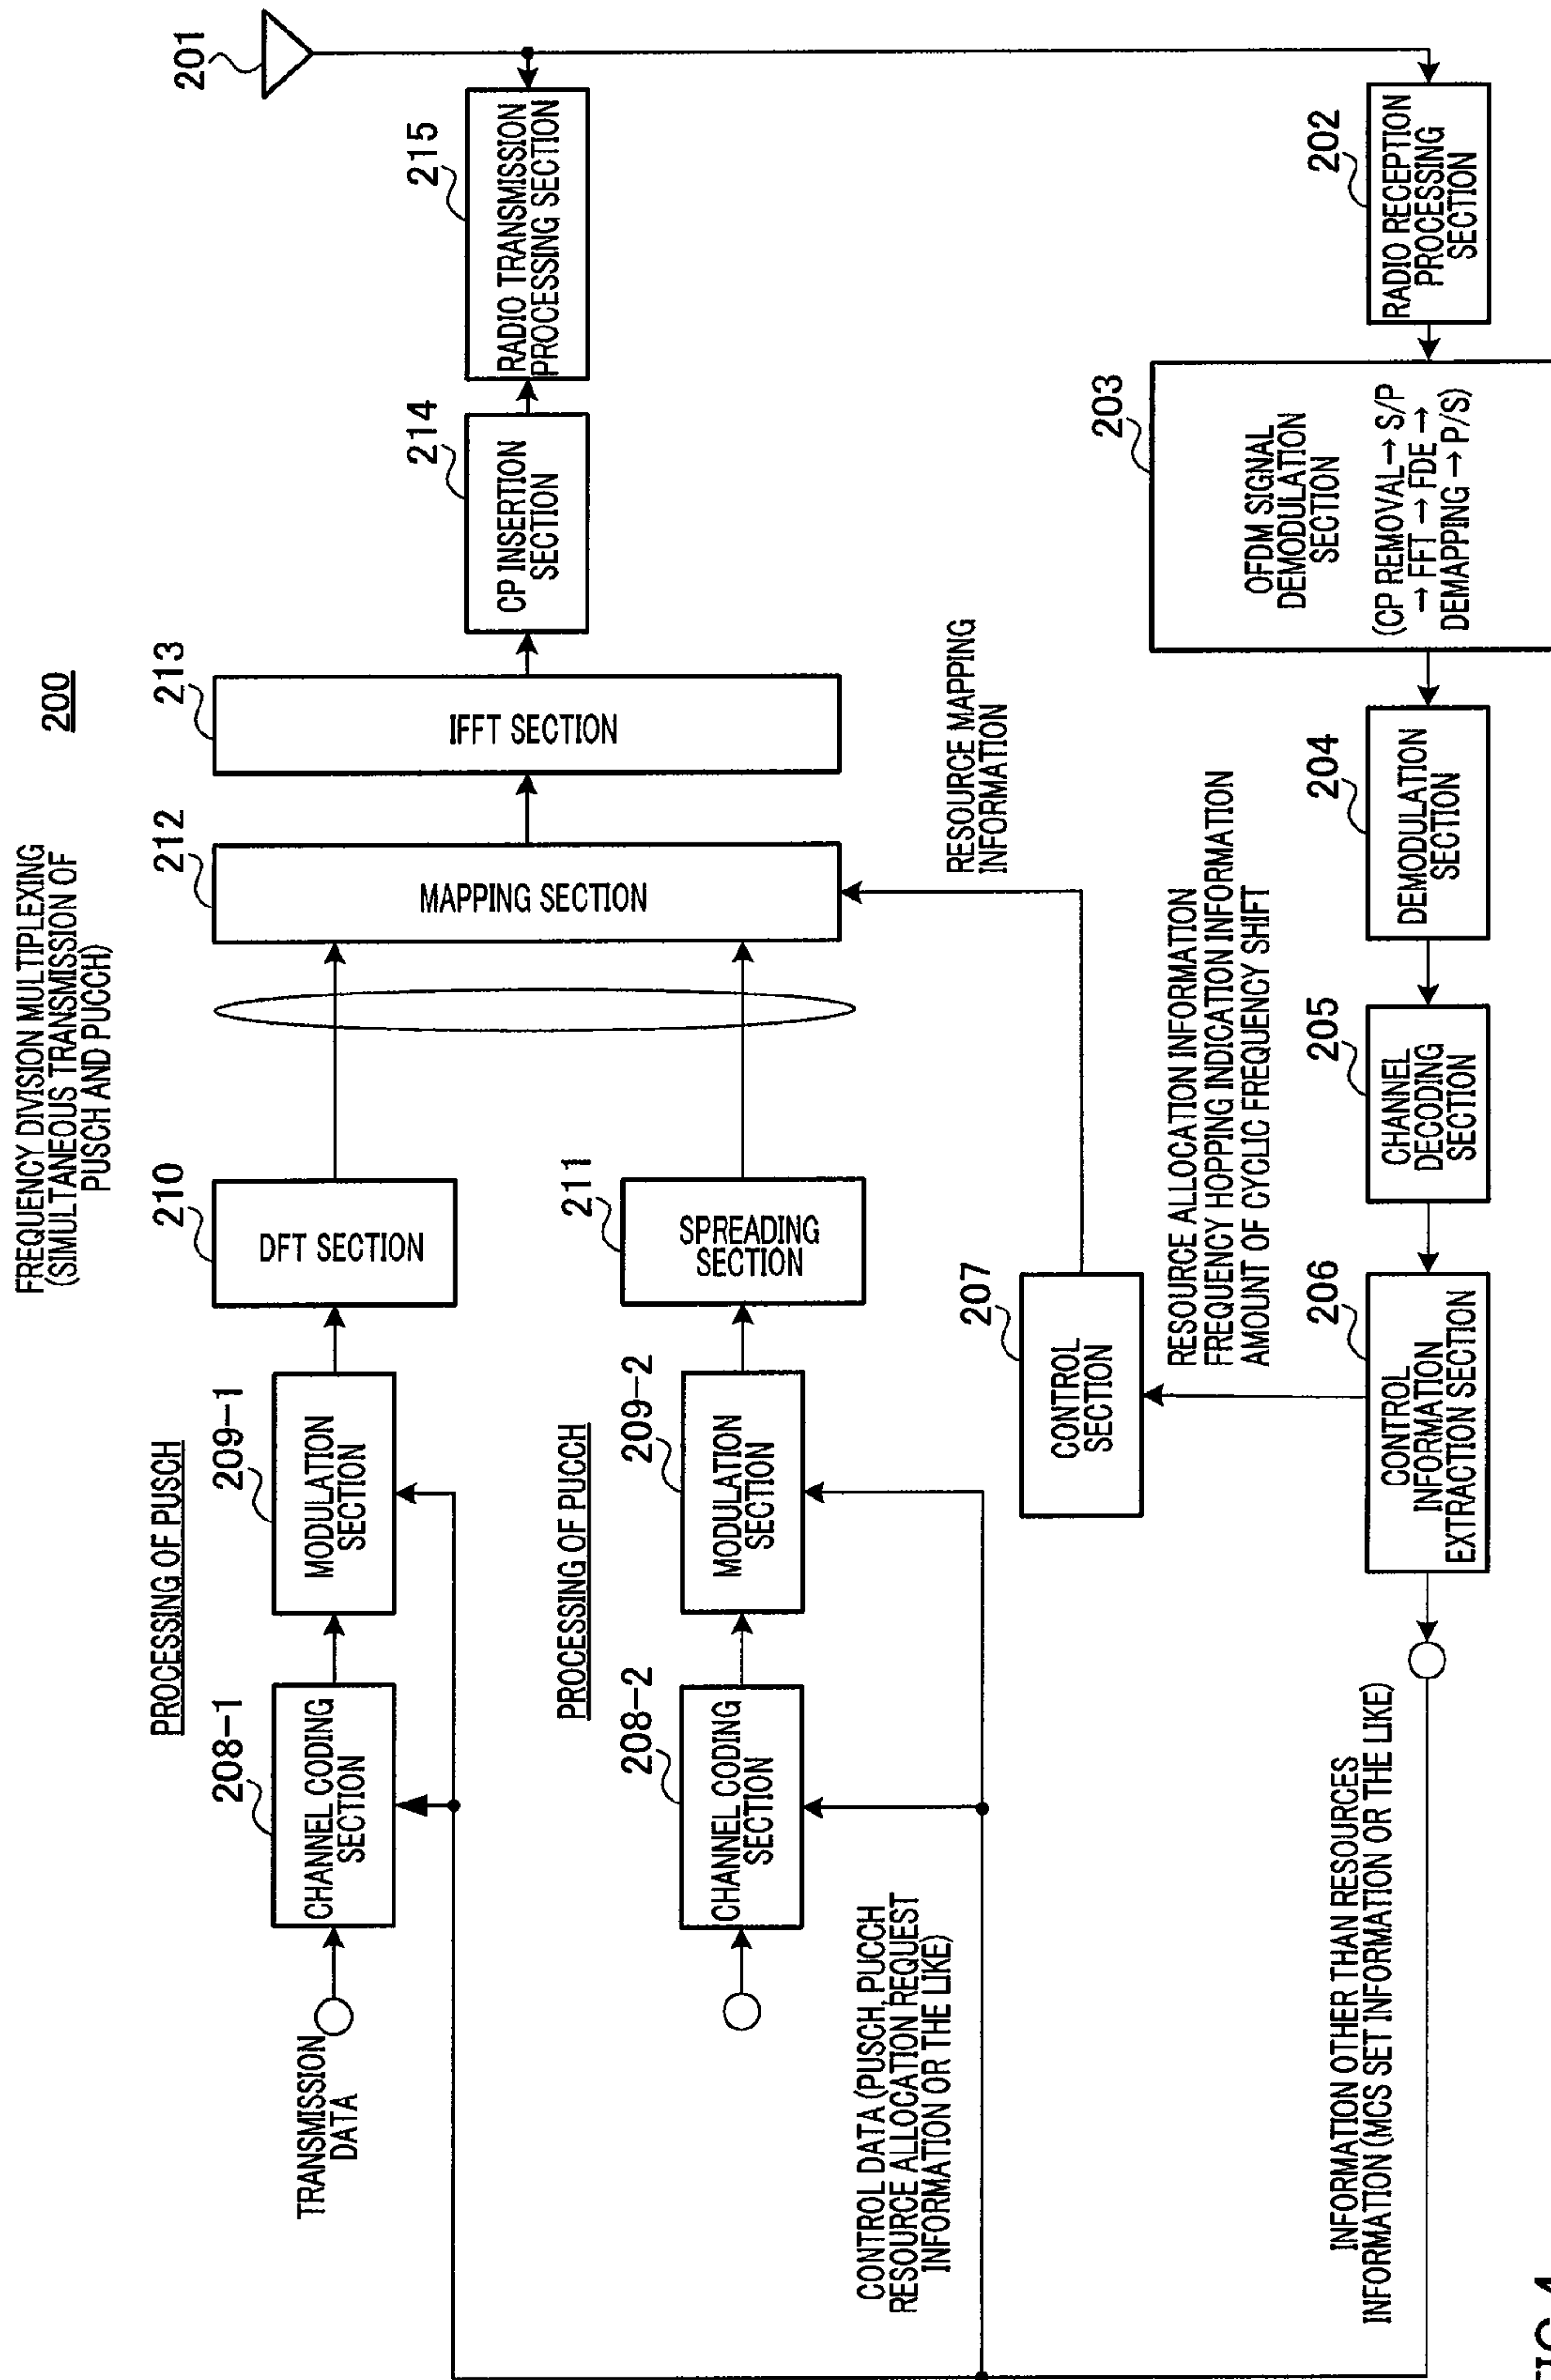 200
FREQUENCY DIVISION MULTIPLEXING
(SIMULTANEOUS TRANSMISSION OF
PUSCH AND PUCCH)
PROCESSING OF PUSCH
TRANSMISSION
DATA
208-1
CHANNEL CODING
SECTION
209-1
MODULATION
SECTION
210
DFT SECTION
212
MAPPING SECTION
213
IFFT SECTION
214
CP INSERTION
SECTION
215
RADIO TRANSMISSION
PROCESSING SECTION
201
PROCESSING OF PUCCH
208-2
CHANNEL CODING
SECTION
209-2
MODULATION
SECTION
211
SPREADING
SECTION
CONTROL DATA (PUSCH, PUCCH
RESOURCE ALLOCATION REQUEST
INFORMATION OR THE LIKE)
207
CONTROL
SECTION
RESOURCE MAPPING
INFORMATION
RESOURCE ALLOCATION INFORMATION
FREQUENCY HOPPING INDICATION INFORMATION
AMOUNT OF CYCLIC FREQUENCY SHIFT
INFORMATION OTHER THAN RESOURCES
INFORMATION (MCS SET INFORMATION OR THE LIKE)
206
CONTROL
INFORMATION
EXTRACTION SECTION
205
CHANNEL
DECODING
SECTION
204
DEMODULATION
SECTION
203
OFDM SIGNAL
DEMODULATION
SECTION
(CP REMOVAL→ S/P
→ FFT → FDE →
DEMAPPING → P/S)
202
RADIO RECEPTION
PROCESSING
SECTION